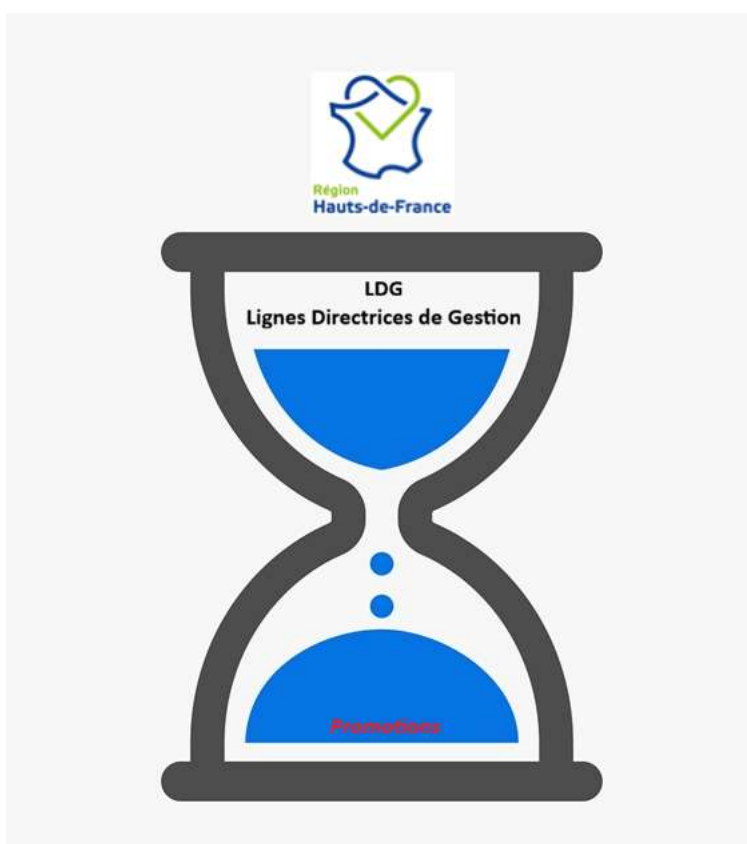 Région
Hauts-de-France
LDG
Lignes Directrices de Gestion
Promotions